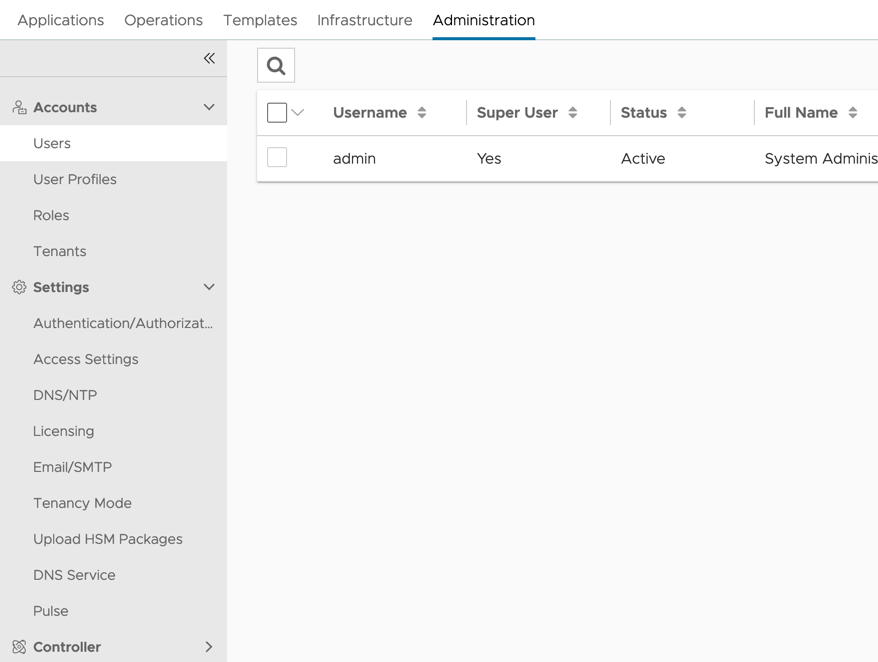 Applications Operations Templates Infrastructure Administration
Accounts
Users
User Profiles
Roles
Tenants
Settings
Authentication/Authorizat...
Access Settings
DNS/NTP
Licensing
Email/SMTP
Tenancy Mode
Upload HSM Packages
DNS Service
Pulse
Controller
Username Super User Status Full Name
admin Yes Active System Adminis